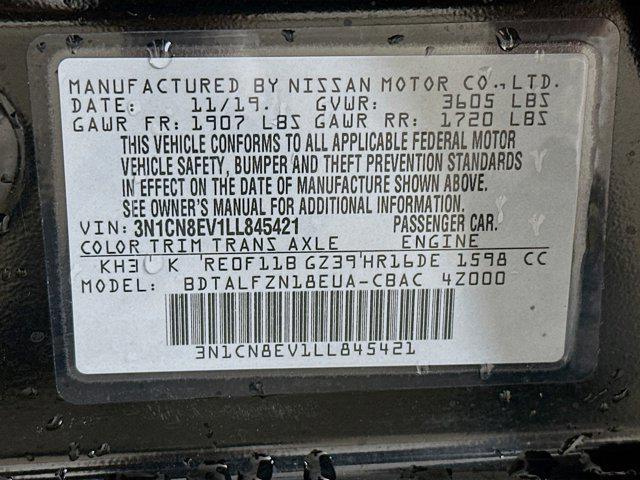 MANUFACTURED BY NISSAN MOTOR CO., LTD.
DATE: 11/19. GVWR: 3605 LBS
GAWR FR: 1907 LBS GAWR RR: 1720 LBS
THIS VEHICLE CONFORMS TO ALL APPLICABLE FEDERAL MOTOR
VEHICLE SAFETY, BUMPER AND THEFT PREVENTION STANDARDS
IN EFFECT ON THE DATE OF MANUFACTURE SHOWN ABOVE.
SEE OWNER'S MANUAL FOR ADDITIONAL INFORMATION.
VIN: 3N1CN8EV1LL845421 PASSENGER CAR.
COLOR TRIM TRANS AXLE ENGINE
KH3 K RE0F11B GZ39 HR16DE 1598 CC
MODEL: BDTALFZN18EUA-CBAC 4Z000
3N1CN8EV1LL845421